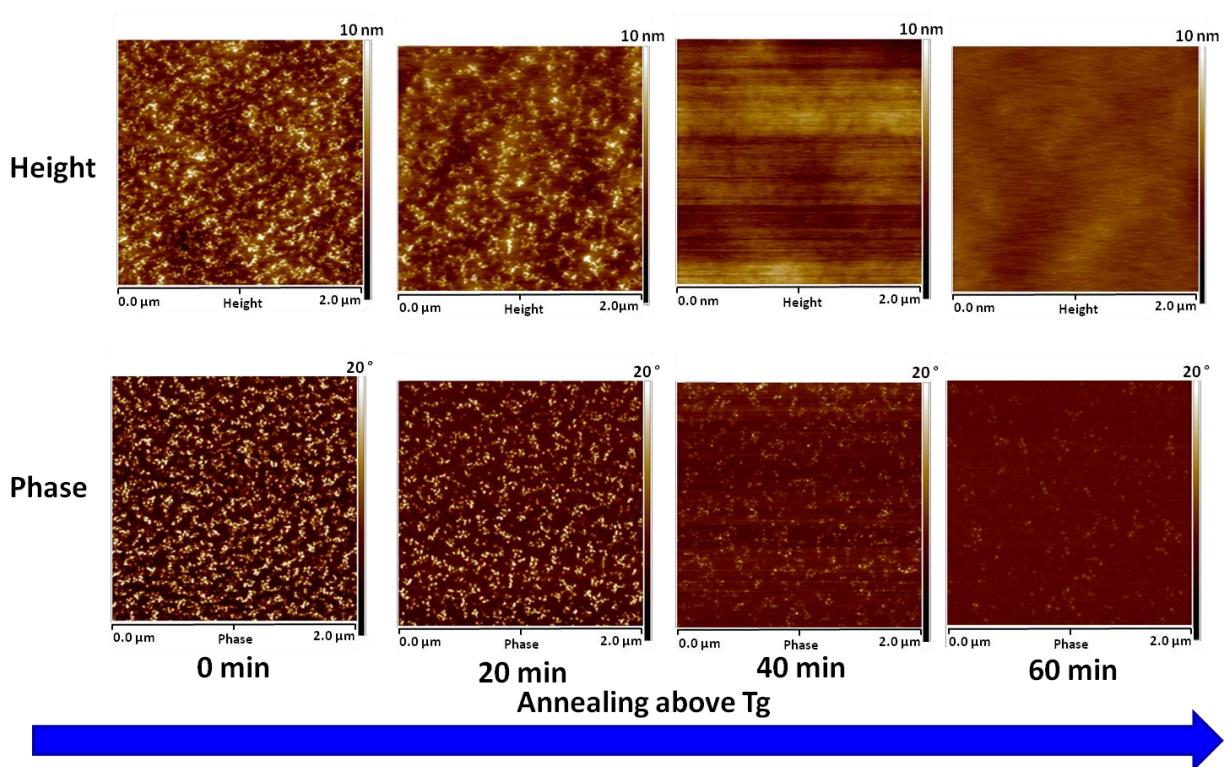 10 nm
10 nm
10 nm
Height
0.0 µm Height 2.0 µm
0.0 µm Height 2.0µm
0.0 nm Height 2.0 µm
0.0 nm Height 2.0 µm
20 °
20 °
20 °
20 °
Phase
0.0 µm Phase 2.0 µm
0.0 µm Phase 2.0 µm
0.0 µm Phase 2.0 µm
0.0 µm Phase 2.0 µm
0 min
20 min
40 min
60 min
Annealing above Tg